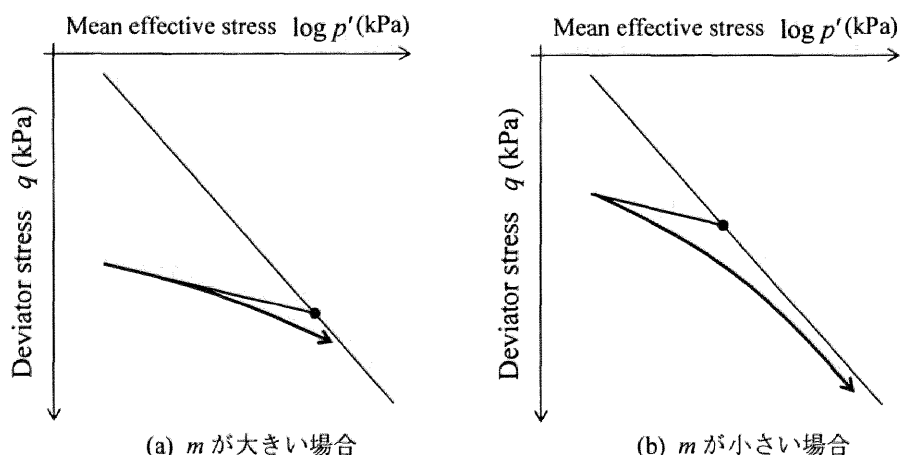 Mean effective stress log p′(kPa)
Deviator stress q (kPa)
(a) m が大きい場合
Mean effective stress log p′(kPa)
Deviator stress q (kPa)
(b) m が小さい場合